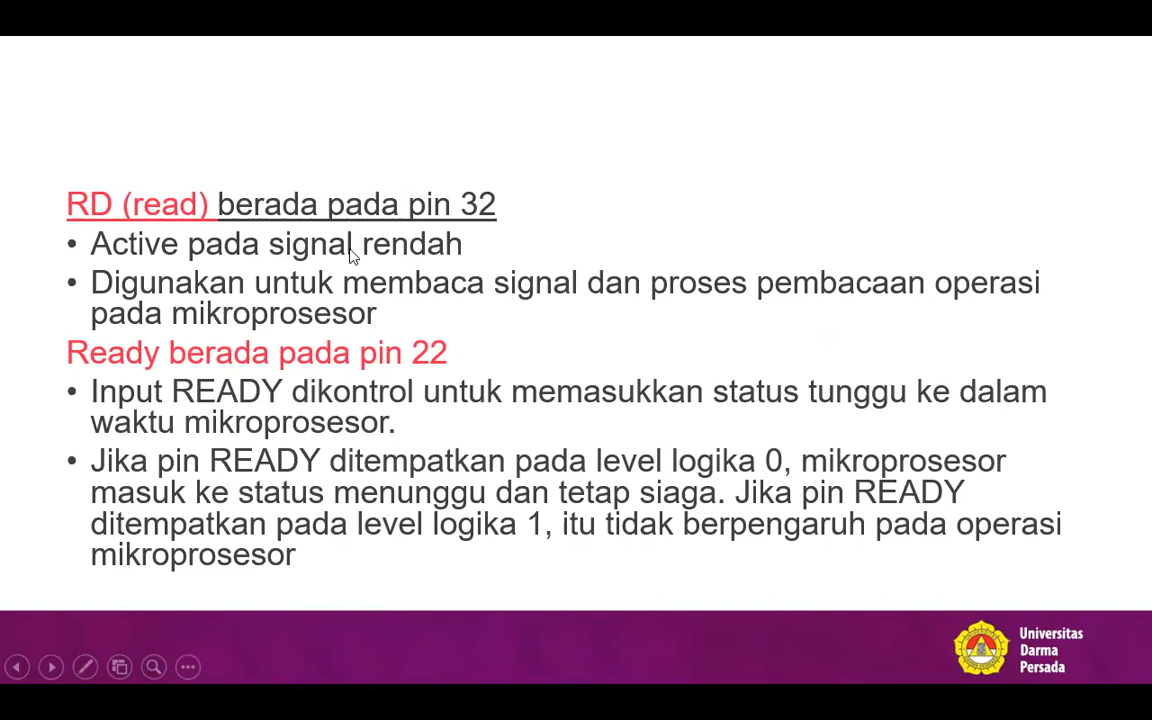 RD (read) berada pada pin 32
• Active pada signal rendah
• Digunakan untuk membaca signal dan proses pembacaan operasi
pada mikroprosesor
Ready berada pada pin 22
• Input READY dikontrol untuk memasukkan status tunggu ke dalam
waktu mikroprosesor.
• Jika pin READY ditempatkan pada level logika 0, mikroprosesor
masuk ke status menunggu dan tetap siaga. Jika pin READY
ditempatkan pada level logika 1, itu tidak berpengaruh pada operasi
mikroprosesor
Universitas
Darma
Persada